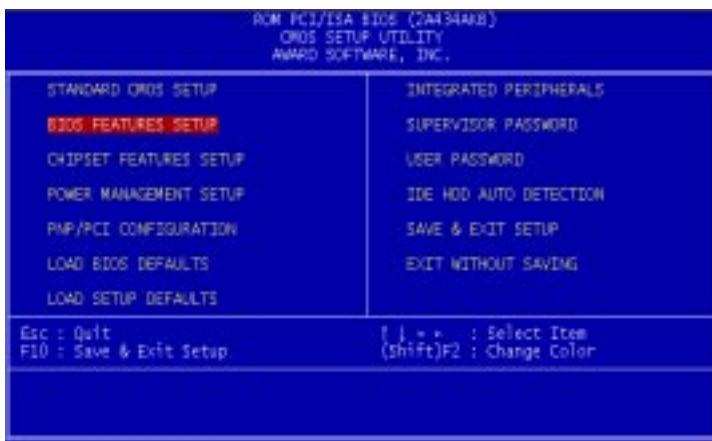 ROM PCI/ISA BIOS (2A434AKB)
CMOS SETUP UTILITY
AWARD SOFTWARE, INC.
STANDARD CMOS SETUP
BIOS FEATURES SETUP
CHIPSET FEATURES SETUP
POWER MANAGEMENT SETUP
PNP/PCI CONFIGURATION
LOAD BIOS DEFAULTS
LOAD SETUP DEFAULTS
INTEGRATED PERIPHERALS
SUPERVISOR PASSWORD
USER PASSWORD
IDE HDD AUTO DETECTION
SAVE & EXIT SETUP
EXIT WITHOUT SAVING
Esc : Quit
F10 : Save & Exit Setup
: Select Item
(Shift)F2 : Change Color